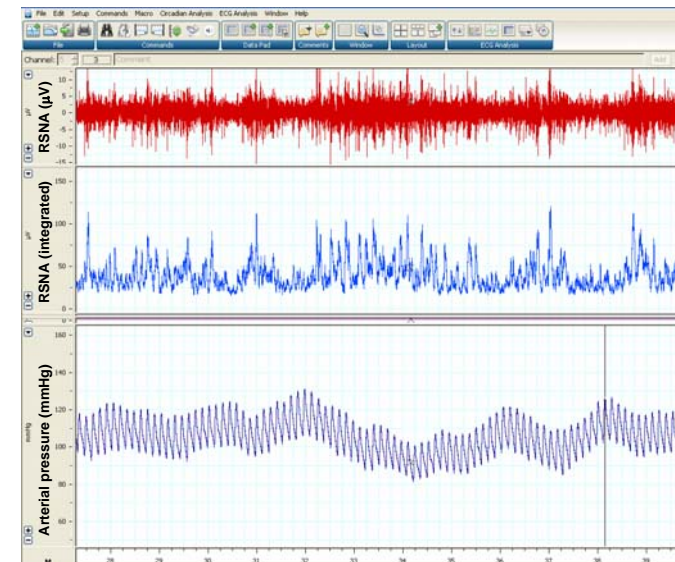 File Edit Setup Commands Macro Circadian Analysis ECG Analysis Window Help
File Commands Data Pad Comments Window Layout ECG Analysis
Channel: 3 Comment Add
RSNA (µV)
µV
10
5
0
-5
-10
-15
RSNA (integrated)
µV
150
100
50
0
Arterial pressure (mmHg)
mmHg
160
140
120
100
80
60
28 29 30 31 32 33 34 35 36 37 38 39